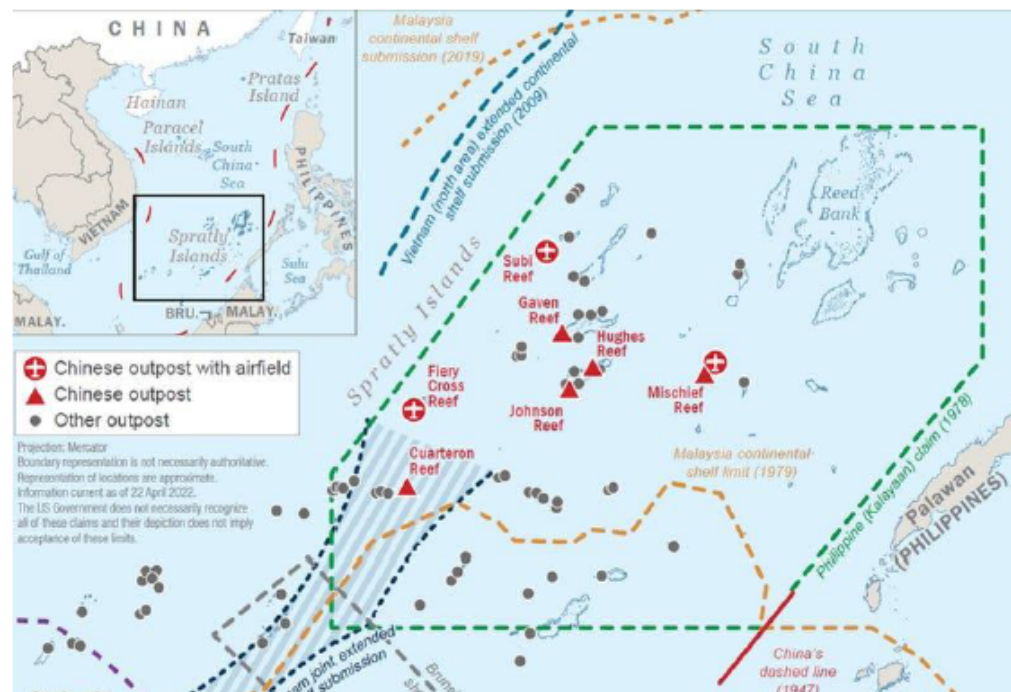 CHINA
Taiwan
Pratas
Island
Hainan
Paracel
Islands
South
China
Sea
PHILIPPINES
VIETNAM
Spratly
Islands
Gulf of
Thailand
Sulu
Sea
BRU.
MALAY.
MALAY.
Chinese outpost with airfield
Chinese outpost
Other outpost
Projection: Mercator
Boundary representation is not necessarily authoritative.
Representation of locations are approximate.
Information current as of 22 April 2022.
The US Government does not necessarily recognize
all of these claims and their depiction does not imply
acceptance of these limits.
Malaysia
continental shelf
submission (2019)
Vietnam (north area) extended continental
shelf submission (2009)
South
China
Sea
Reed
Bank
Spratly Islands
Subi
Reef
Gaven
Reef
Hughes
Reef
Fiery
Cross
Reef
Johnson
Reef
Mischief
Reef
Cuarteron
Reef
Malaysia continental
shelf limit (1979)
Philippine (Kalayaan) claim (1978)
Palawan
(PHILIPPINES)
China's
dashed line
(1947)
joint extended
submission